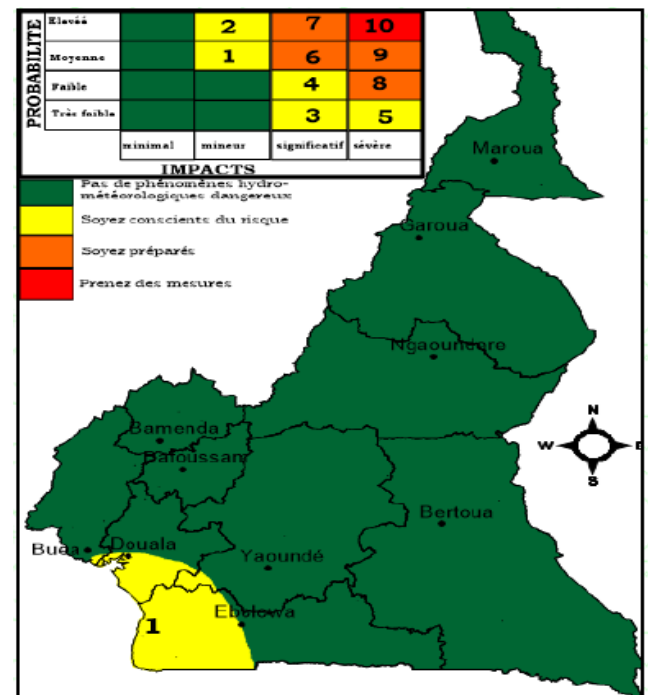 PROBABILITE
Elevéé 2 7 10
Moyenne 1 6 9
Faible 4 8
Très faible 3 5
minimal mineur significatif sévère
IMPACTS
Pas de phénomènes hydro-
météorologiques dangereux
Soyez conscients du risque
Soyez préparés
Prenez des mesures
Maroua
Garoua
Ngaoundere
N
W E
S
Bamenda
Bafoussam
Bertoua
Buea Douala
Yaoundé
Ebolowa
1